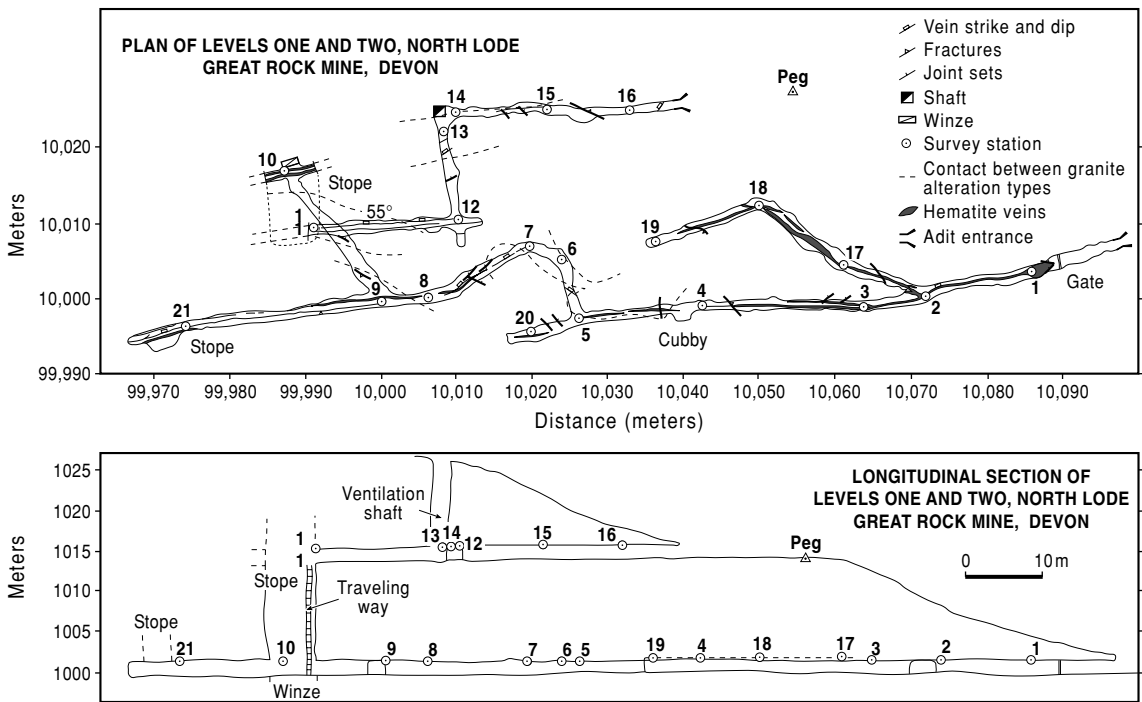 PLAN OF LEVELS ONE AND TWO, NORTH LODE
GREAT ROCK MINE, DEVON
Vein strike and dip
Fractures
Joint sets
Shaft
Winze
Survey station
Contact between granite
alteration types
Hematite veins
Adit entrance
Peg
14
15
16
13
10
Stope
1
1
55°
12
18
19
7
6
17
9
8
4
3
1
Gate
2
21
20
5
Stope
Cubby
Meters
10,020
10,010
10,000
99,990
99,970
99,980
99,990
10,000
10,010
10,020
10,030
10,040
10,050
10,060
10,070
10,080
10,090
Distance (meters)
LONGITUDINAL SECTION OF
LEVELS ONE AND TWO, NORTH LODE
GREAT ROCK MINE, DEVON
0 10 m
Meters
1025
1020
1015
1010
1005
1000
Ventilation
shaft
1
1
13
14
12
15
16
Peg
Stope
Traveling
way
Stope
21
10
9
8
7
6
5
19
4
18
17
3
2
1
Winze